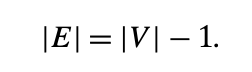 |E| = |V| − 1.